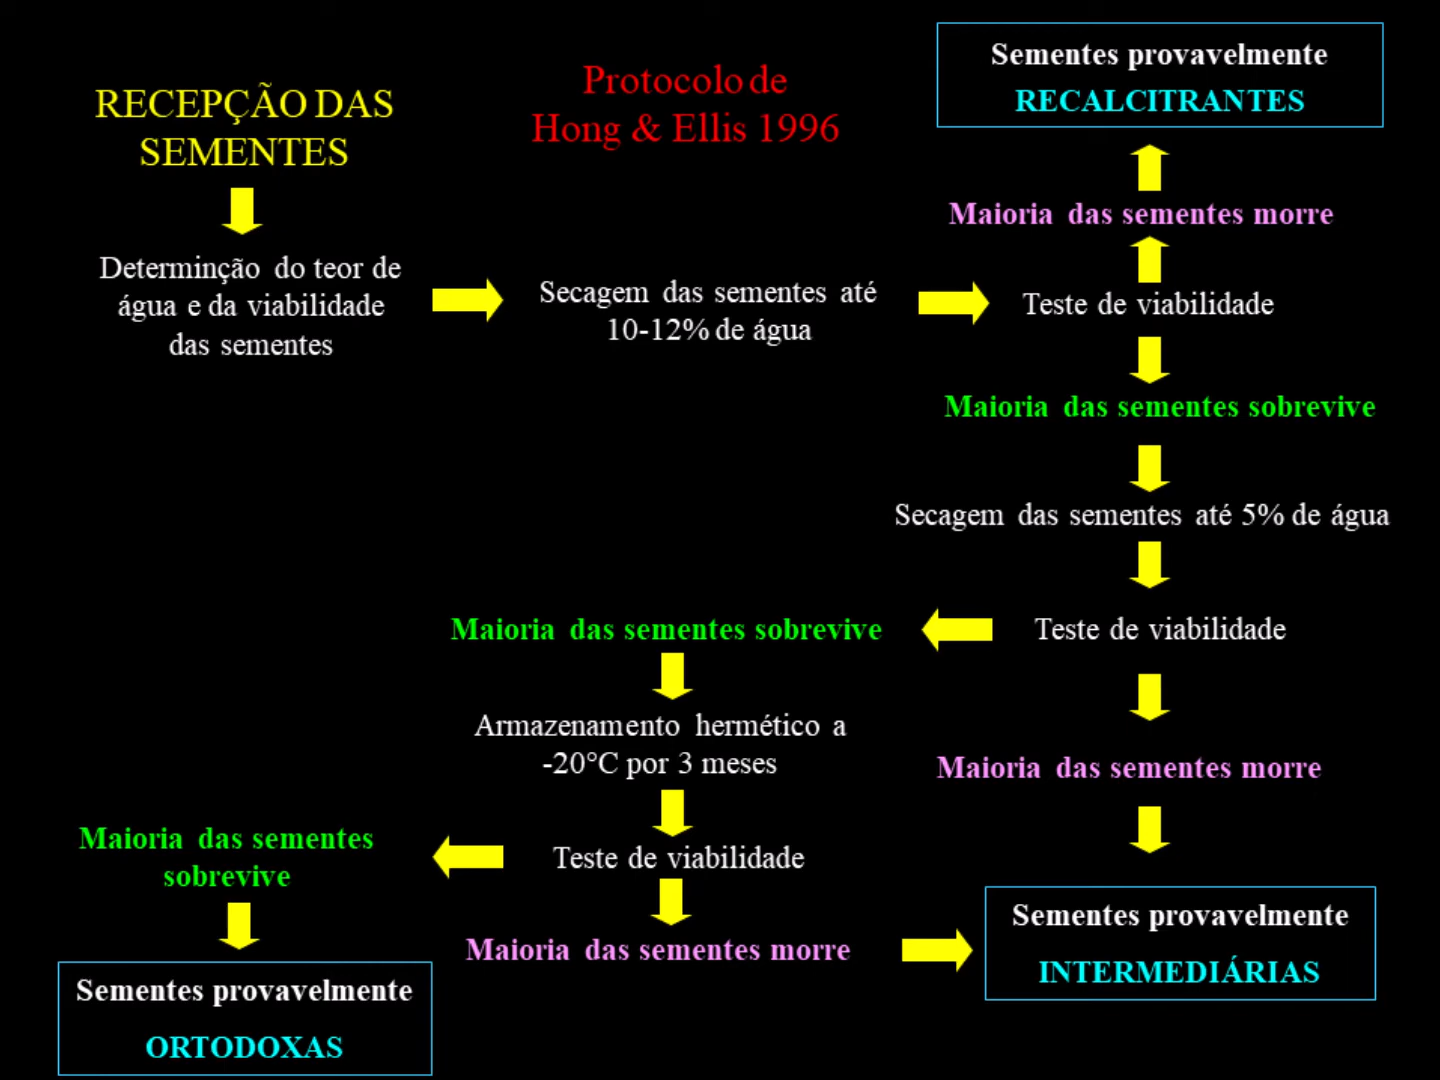 RECEPÇÃO DAS
SEMENTES
Protocolo de
Hong & Ellis 1996
Sementes provavelmente
RECALCITRANTES
Maioria das sementes morre
Determinção do teor de
água e da viabilidade
das sementes
Secagem das sementes até
10-12% de água
Teste de viabilidade
Maioria das sementes sobrevive
Secagem das sementes até 5% de água
Teste de viabilidade
Maioria das sementes sobrevive
Armazenamento hermético a
-20°C por 3 meses
Maioria das sementes morre
Teste de viabilidade
Maioria das sementes
sobrevive
Maioria das sementes morre
Sementes provavelmente
INTERMEDIÁRIAS
Sementes provavelmente
ORTODOXAS